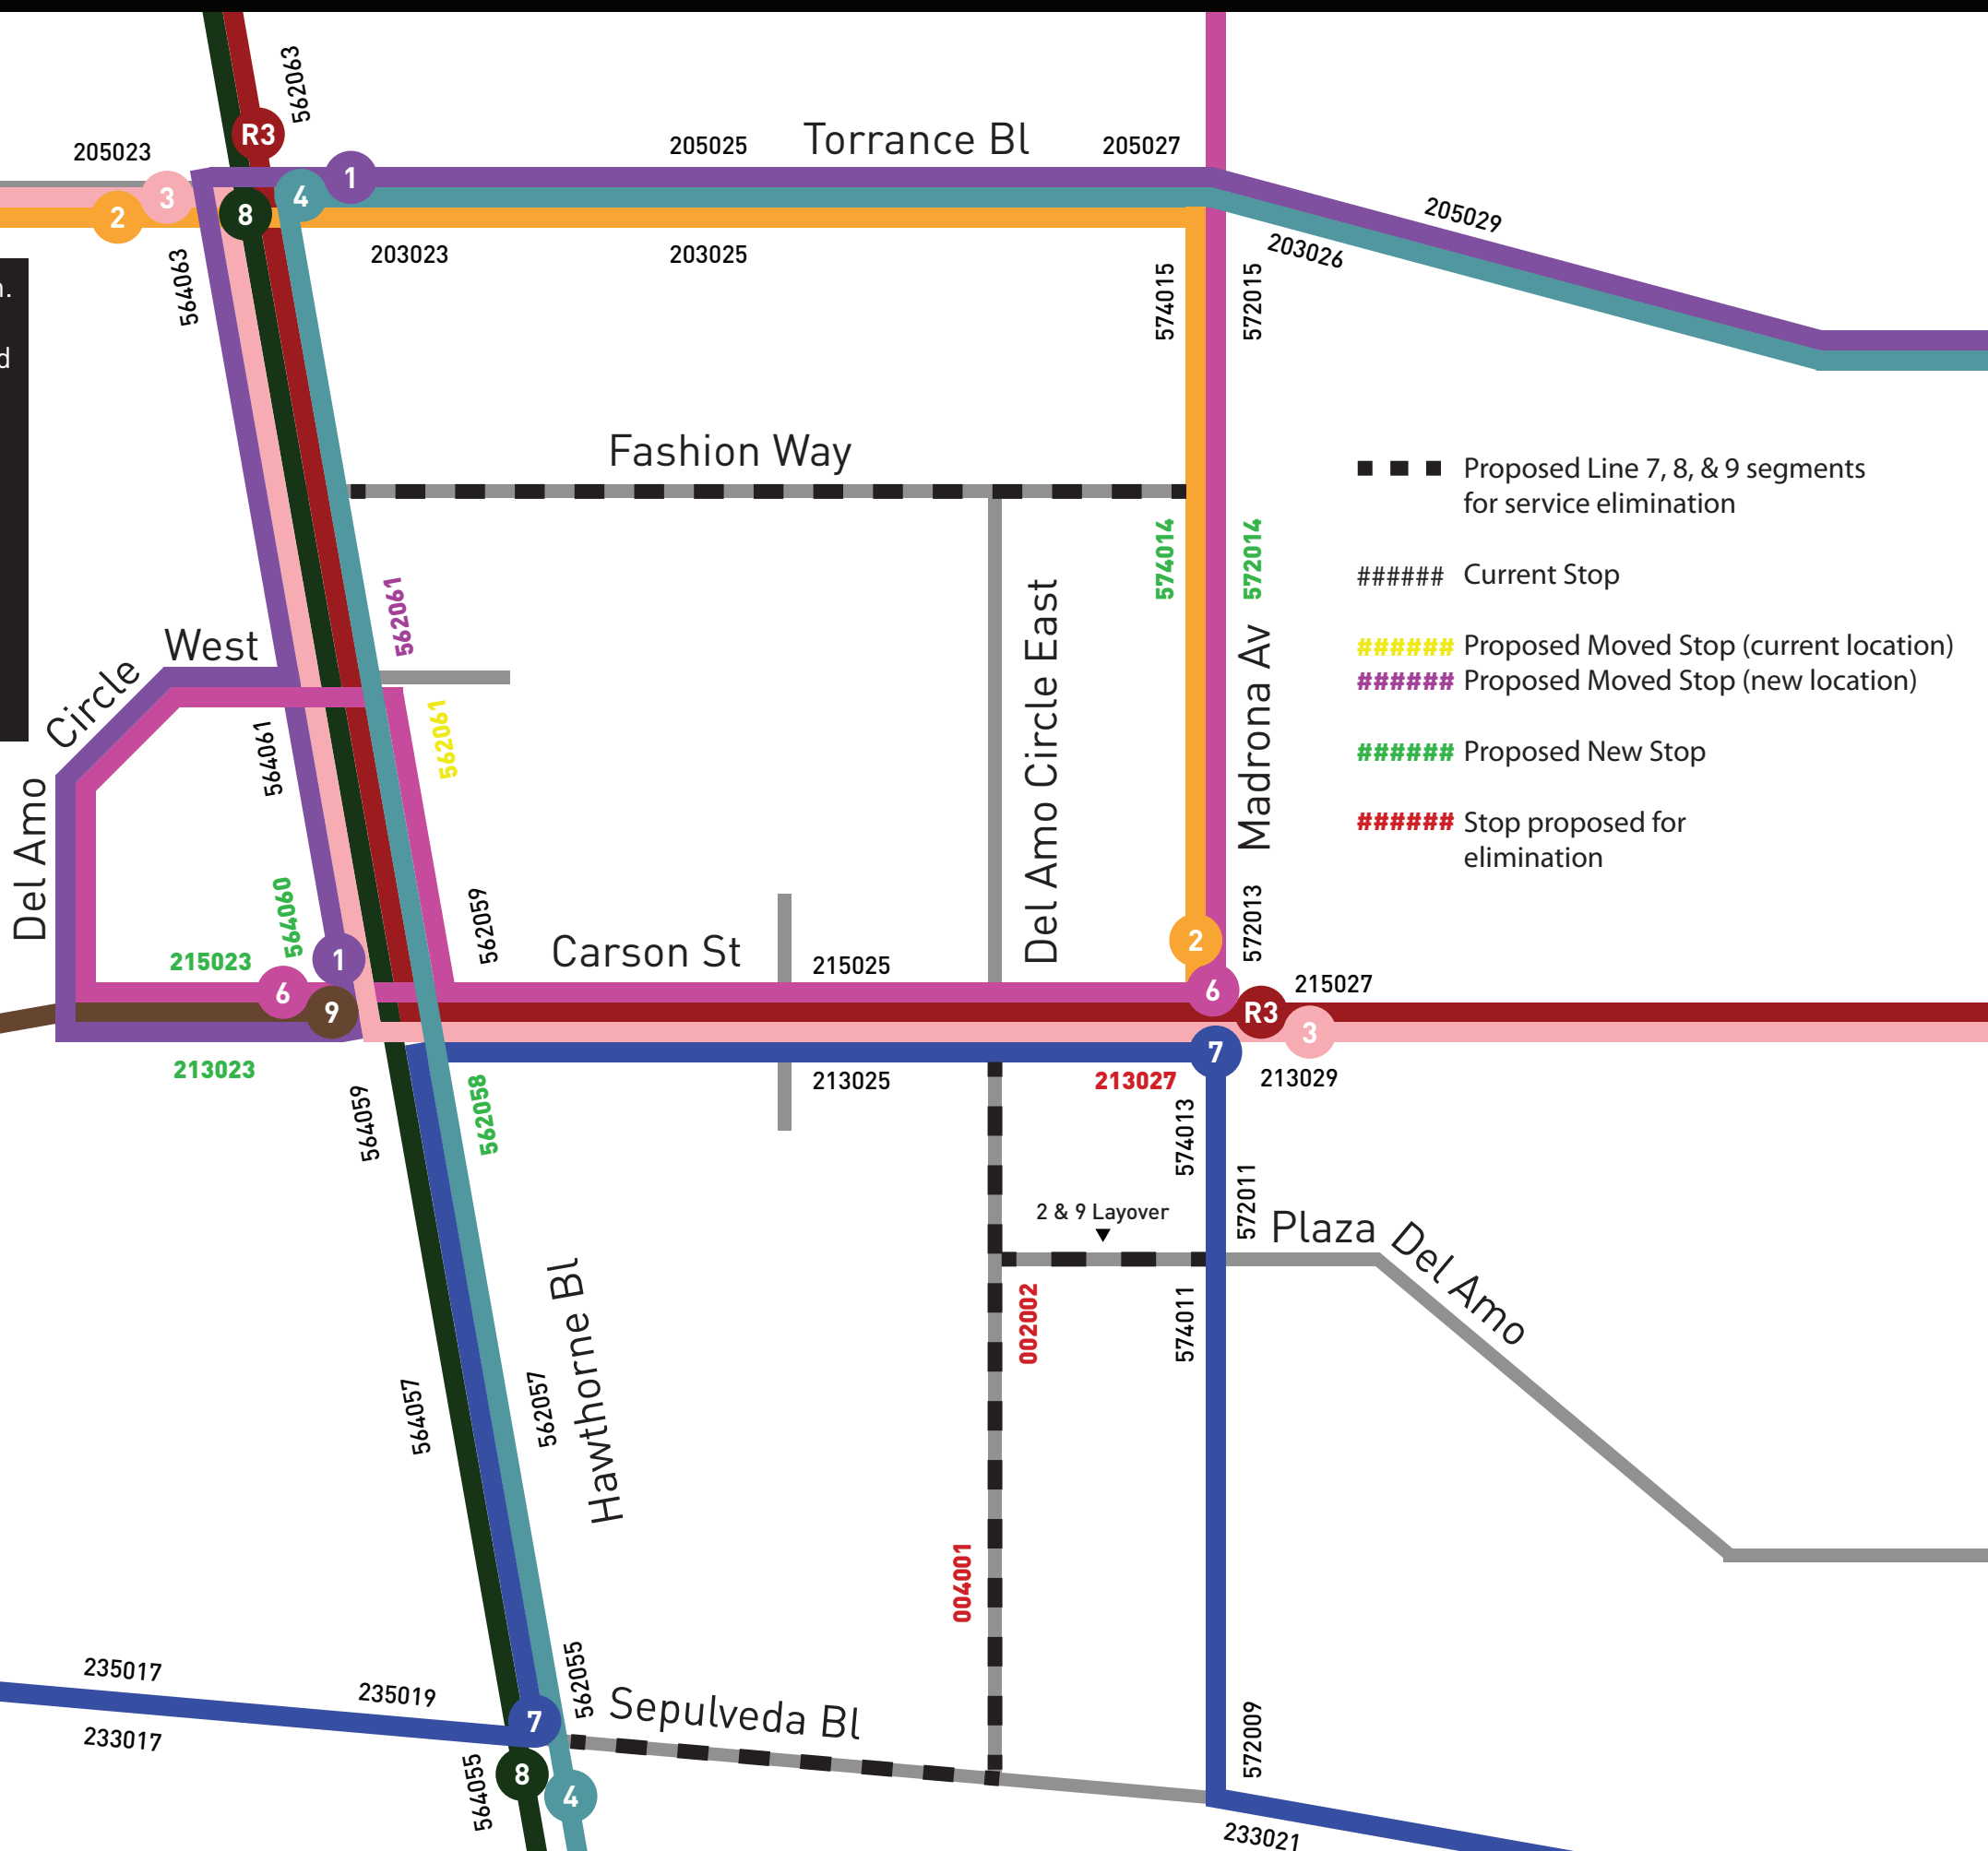 562063
R3
205023
205025
Torrance Bl
205027
1
3
4
2
8
205029
203023
203025
203026
564063
574015
572015
n.
d
Fashion Way
Proposed Line 7, 8, & 9 segments
for service elimination
574014
572014
###### Current Stop
562061
West
Circle
Del Amo
###### Proposed Moved Stop (current location)
###### Proposed Moved Stop (new location)
562061
564061
Del Amo Circle East
Madrona Av
###### Proposed New Stop
###### Stop proposed for
elimination
564060
562059
572013
215023
1
Carson St
215025
2
6
9
6
R3
3
215027
7
213023
213025
213027
213029
564059
562058
574013
572011
2 & 9 Layover
Plaza Del Amo
002002
574011
Hawthorne Bl
564057
562057
004001
235017
235019
233017
562055
Sepulveda Bl
7
8
4
564055
572009
233021